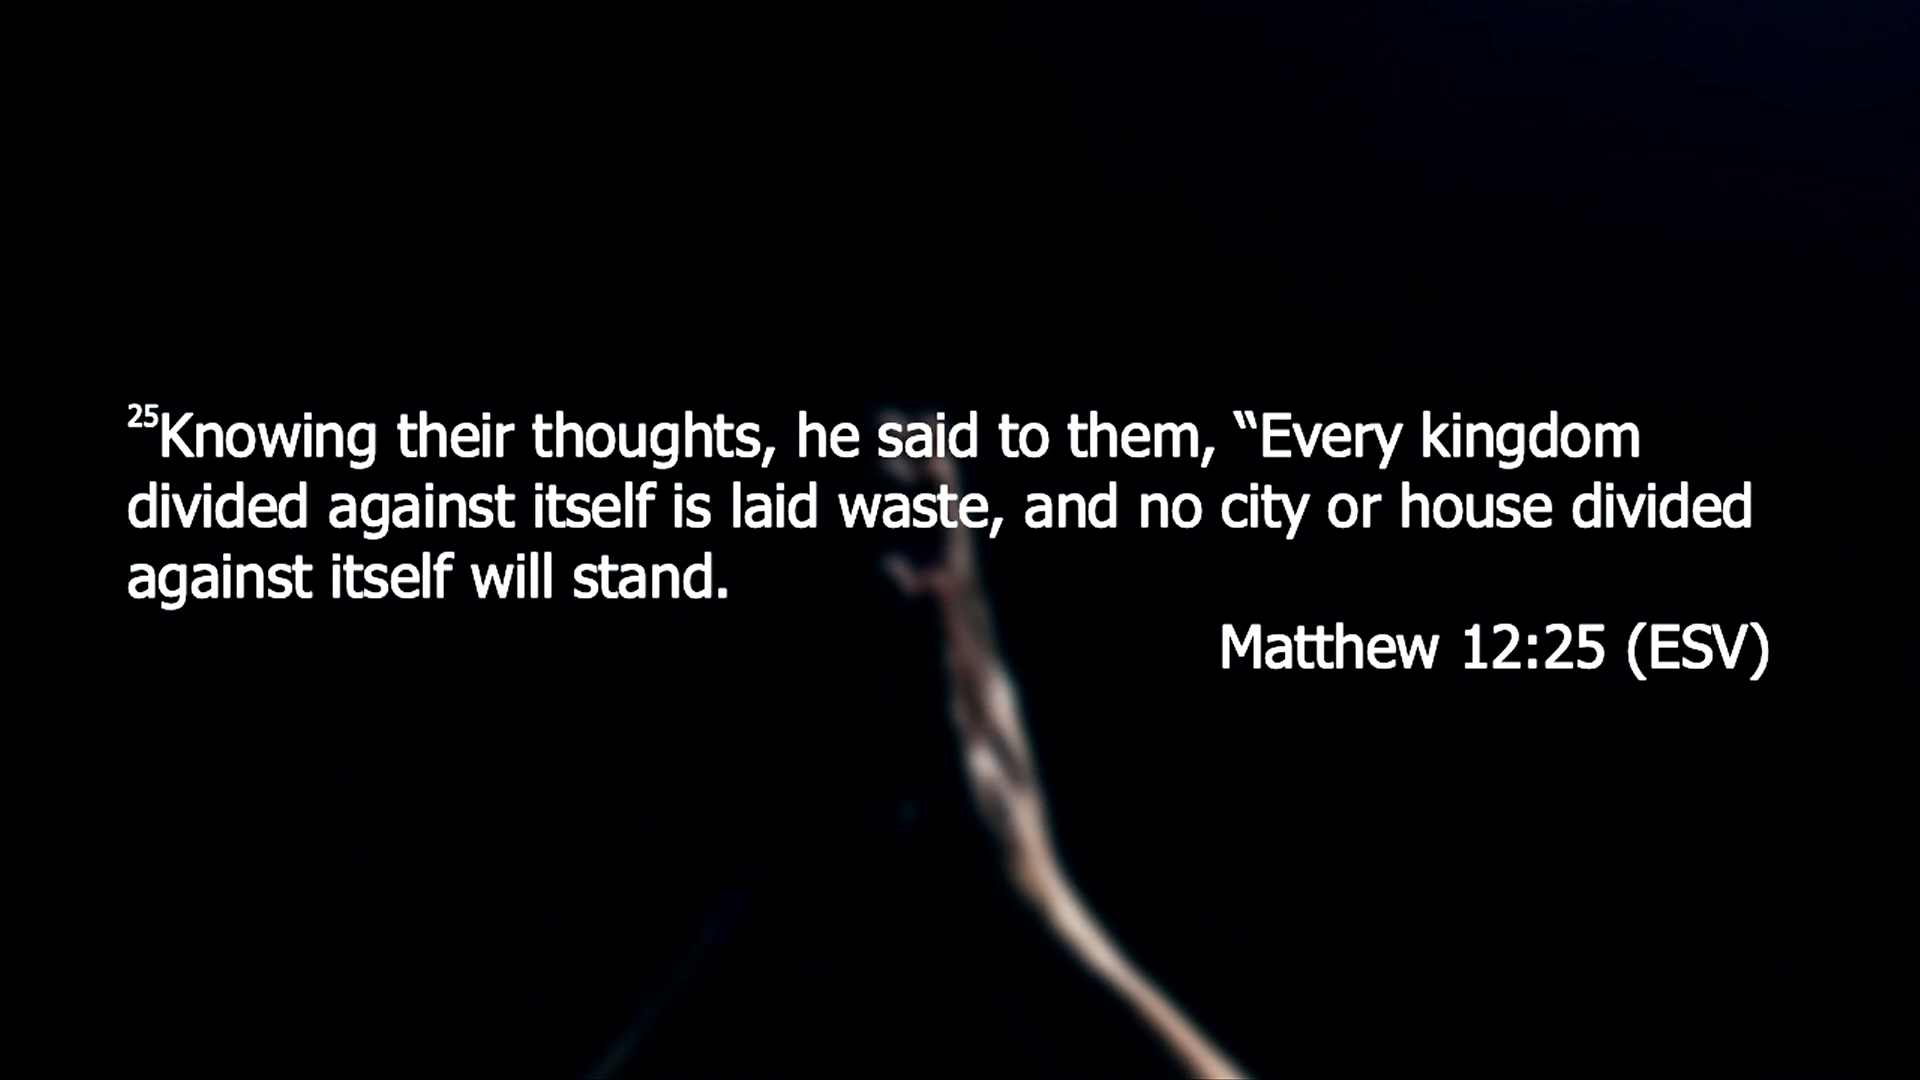 25Knowing their thoughts, he said to them, “Every kingdom
divided against itself is laid waste, and no city or house divided
against itself will stand.
Matthew 12:25 (ESV)